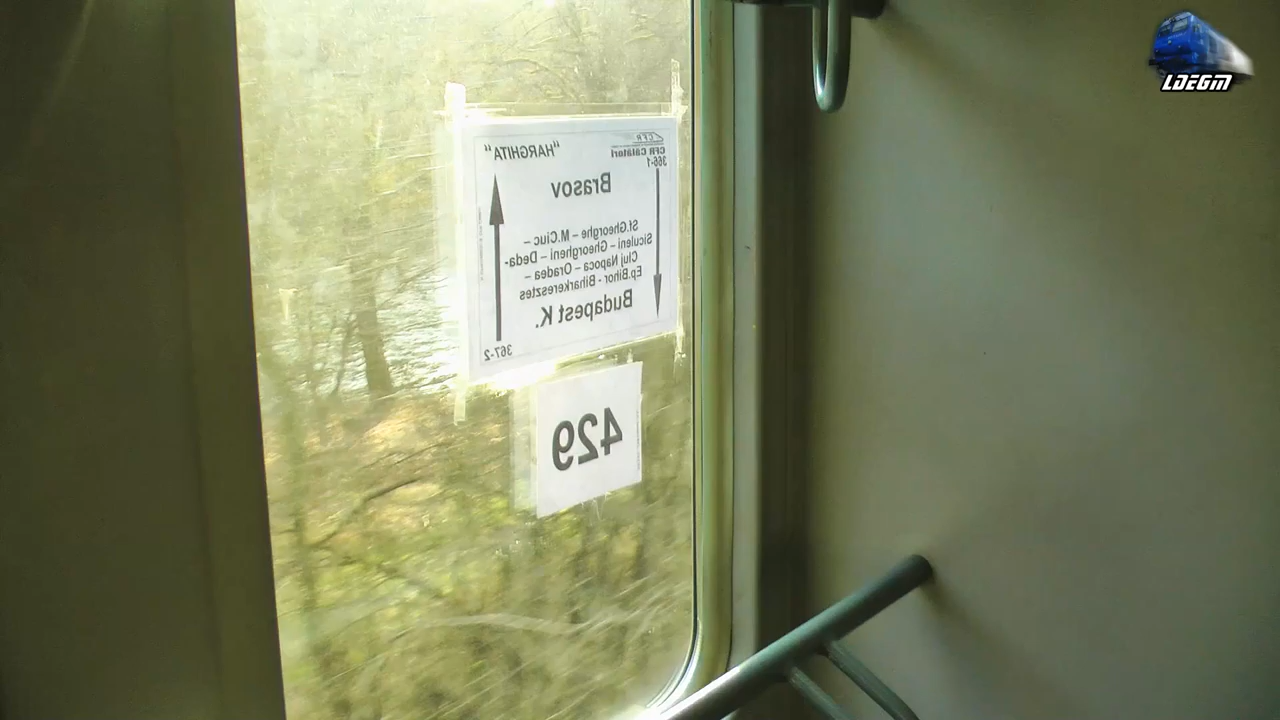 LDEGM
"HARGHITA"
CFR
CFR Călători
366-1
Brasov
Sf.Gheorghe – M.Ciuc –
Siculeni – Gheorgheni – Deda-
Cluj Napoca – Oradea –
Ep.Bihor - Biharkeresztes
Budapest K.
367-2
429